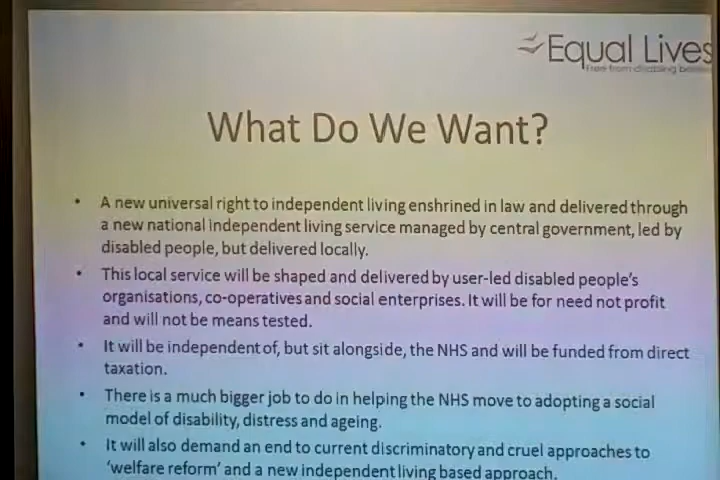 Equal Lives
Free from disabling
What Do We Want?
• A new universal right to independent living enshrined in law and delivered through
a new national independent living service managed by central government, led by
disabled people, but delivered locally.
• This local service will be shaped and delivered by user-led disabled people's
organisations, co-operatives and social enterprises. It will be for need not profit
and will not be means tested.
• It will be independent of, but sit alongside, the NHS and will be funded from direct
taxation.
• There is a much bigger job to do in helping the NHS move to adopting a social
model of disability, distress and ageing.
• It will also demand an end to current discriminatory and cruel approaches to
'welfare reform' and a new independent living based approach.